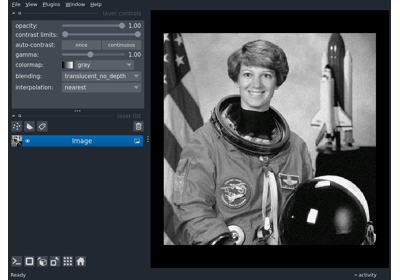 File View Plugins Window Help
layer controls
opacity: 1.00
contrast limits:
auto-contrast: once continuous
gamma: 1.00
colormap: gray
blending: translucent_no_depth
interpolation: nearest
layer list
Image
Ready
activity